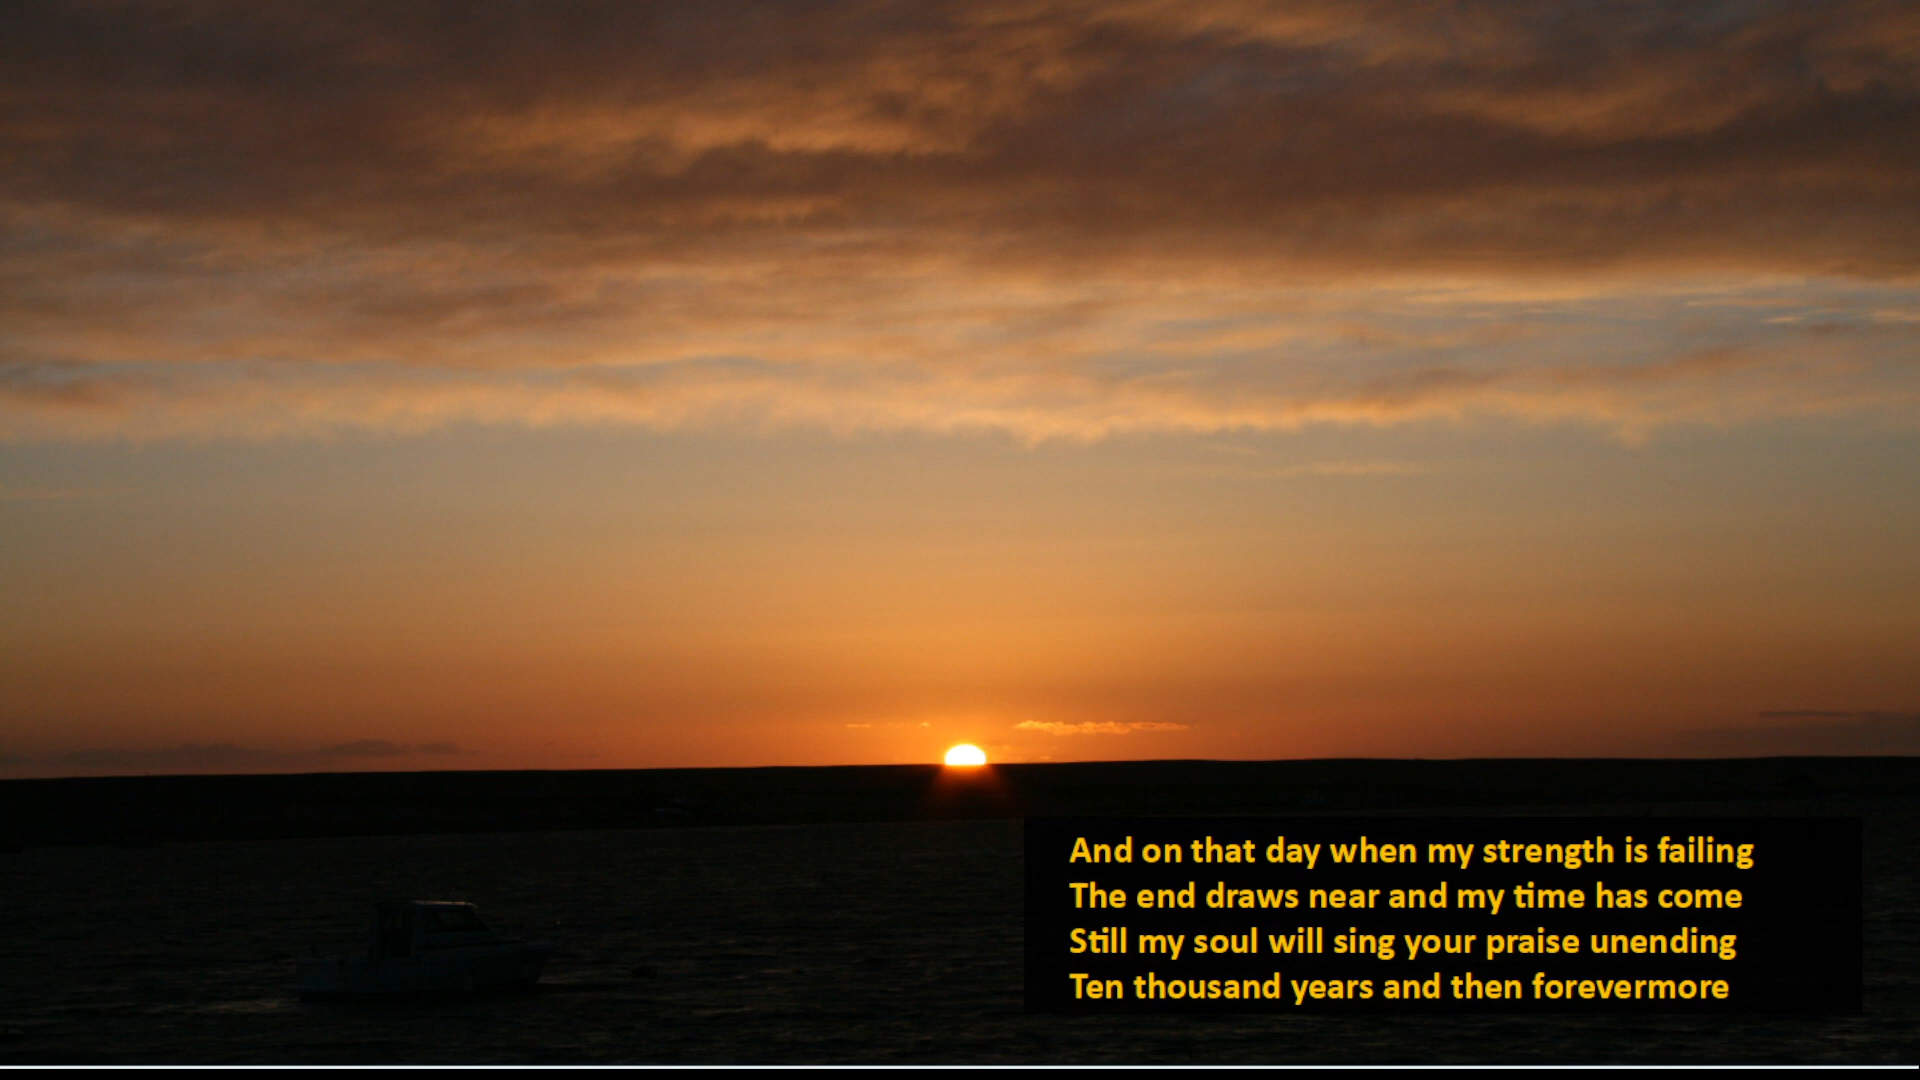 And on that day when my strength is failing
The end draws near and my time has come
Still my soul will sing your praise unending
Ten thousand years and then forevermore